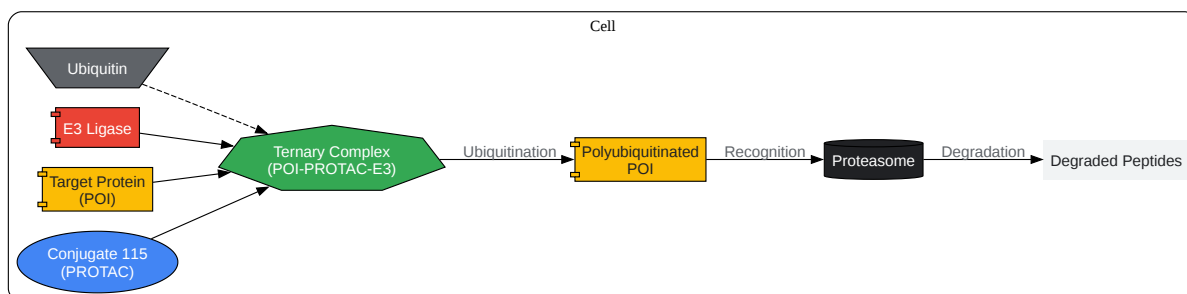 Cell
Ubiquitin
E3 Ligase
Target Protein
(POI)
Conjugate 115
(PROTAC)
Ternary Complex
(POI-PROTAC-E3)
Ubiquitination
Polyubiquitinated
POI
Recognition
Proteasome
Degradation
Degraded Peptides